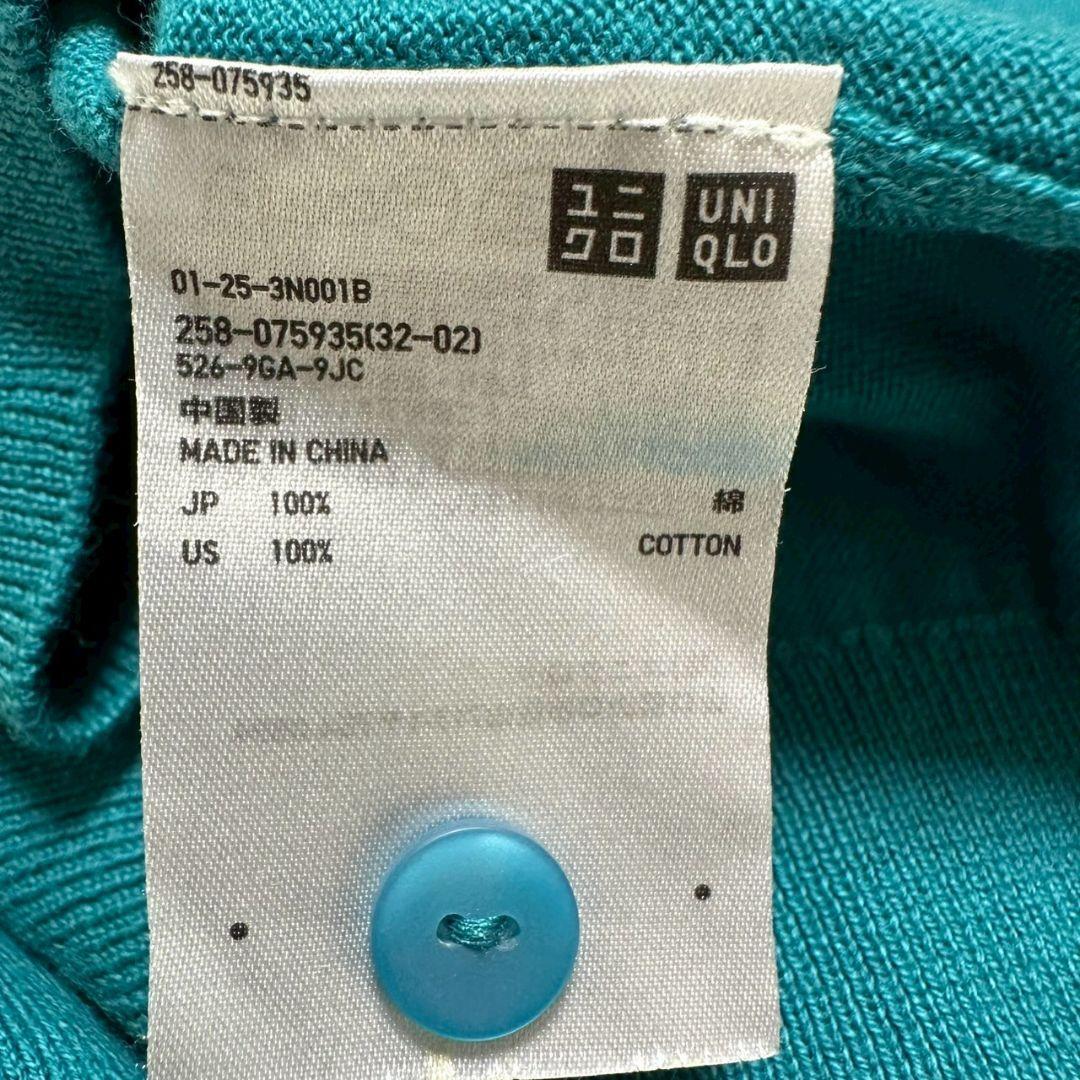 258-075935
ユニ
クロ
UNI
QLO
01-25-3N001B
258-075935(32-02)
526-9GA-9JC
中国製
MADE IN CHINA
JP 100% 綿
US 100% COTTON